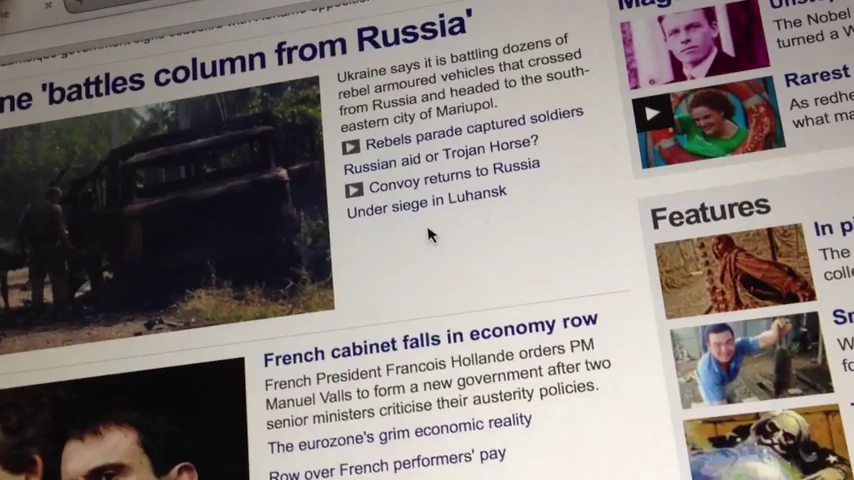 ne 'battles column from Russia'
Ukraine says it is battling dozens of
rebel armoured vehicles that crossed
from Russia and headed to the south-
eastern city of Mariupol.
Rebels parade captured soldiers
Russian aid or Trojan Horse?
Convoy returns to Russia
Under siege in Luhansk
French cabinet falls in economy row
French President Francois Hollande orders PM
Manuel Valls to form a new government after two
senior ministers criticise their austerity policies.
The eurozone's grim economic reality
Row over French performers' pay
The Nobel
turned a W
Rarest
As redhe
what ma
Features
In p
The
colle